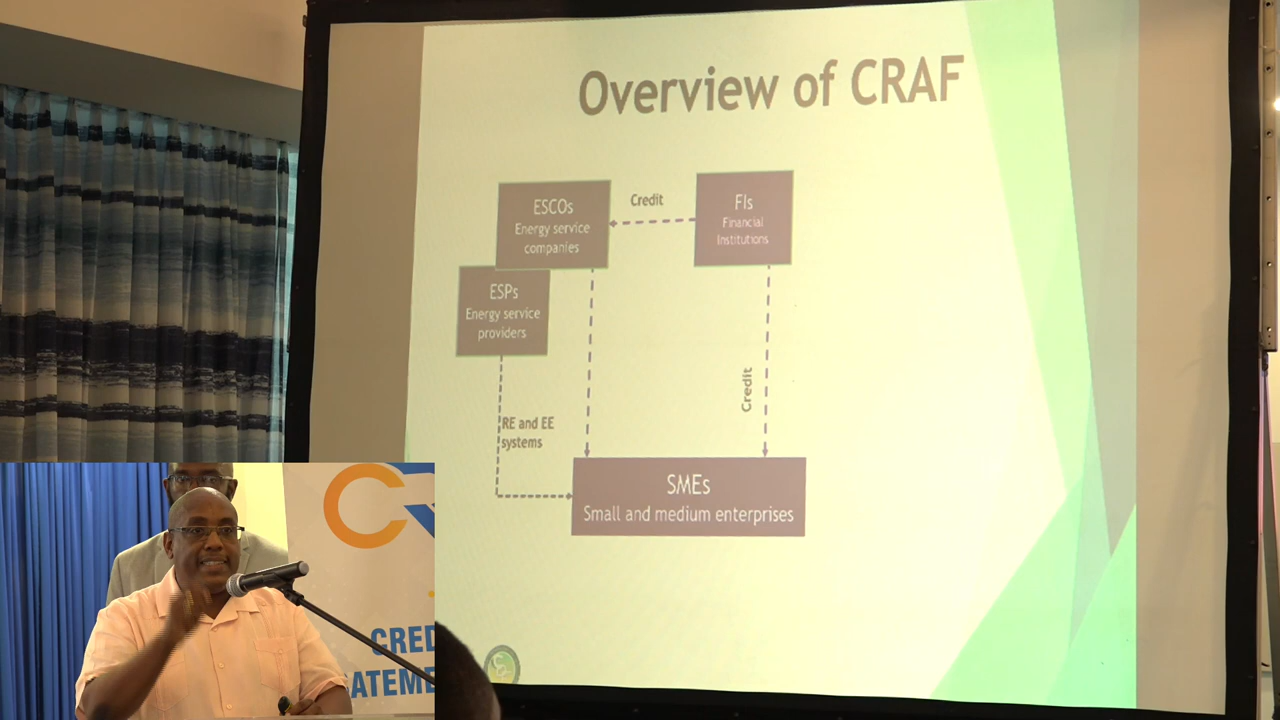 Overview of CRAF
ESCOs
Energy service
companies
Credit
FIs
Financial
Institutions
ESPs
Energy service
providers
Credit
RE and EE
systems
SMEs
Small and medium enterprises
CRED
ATEME